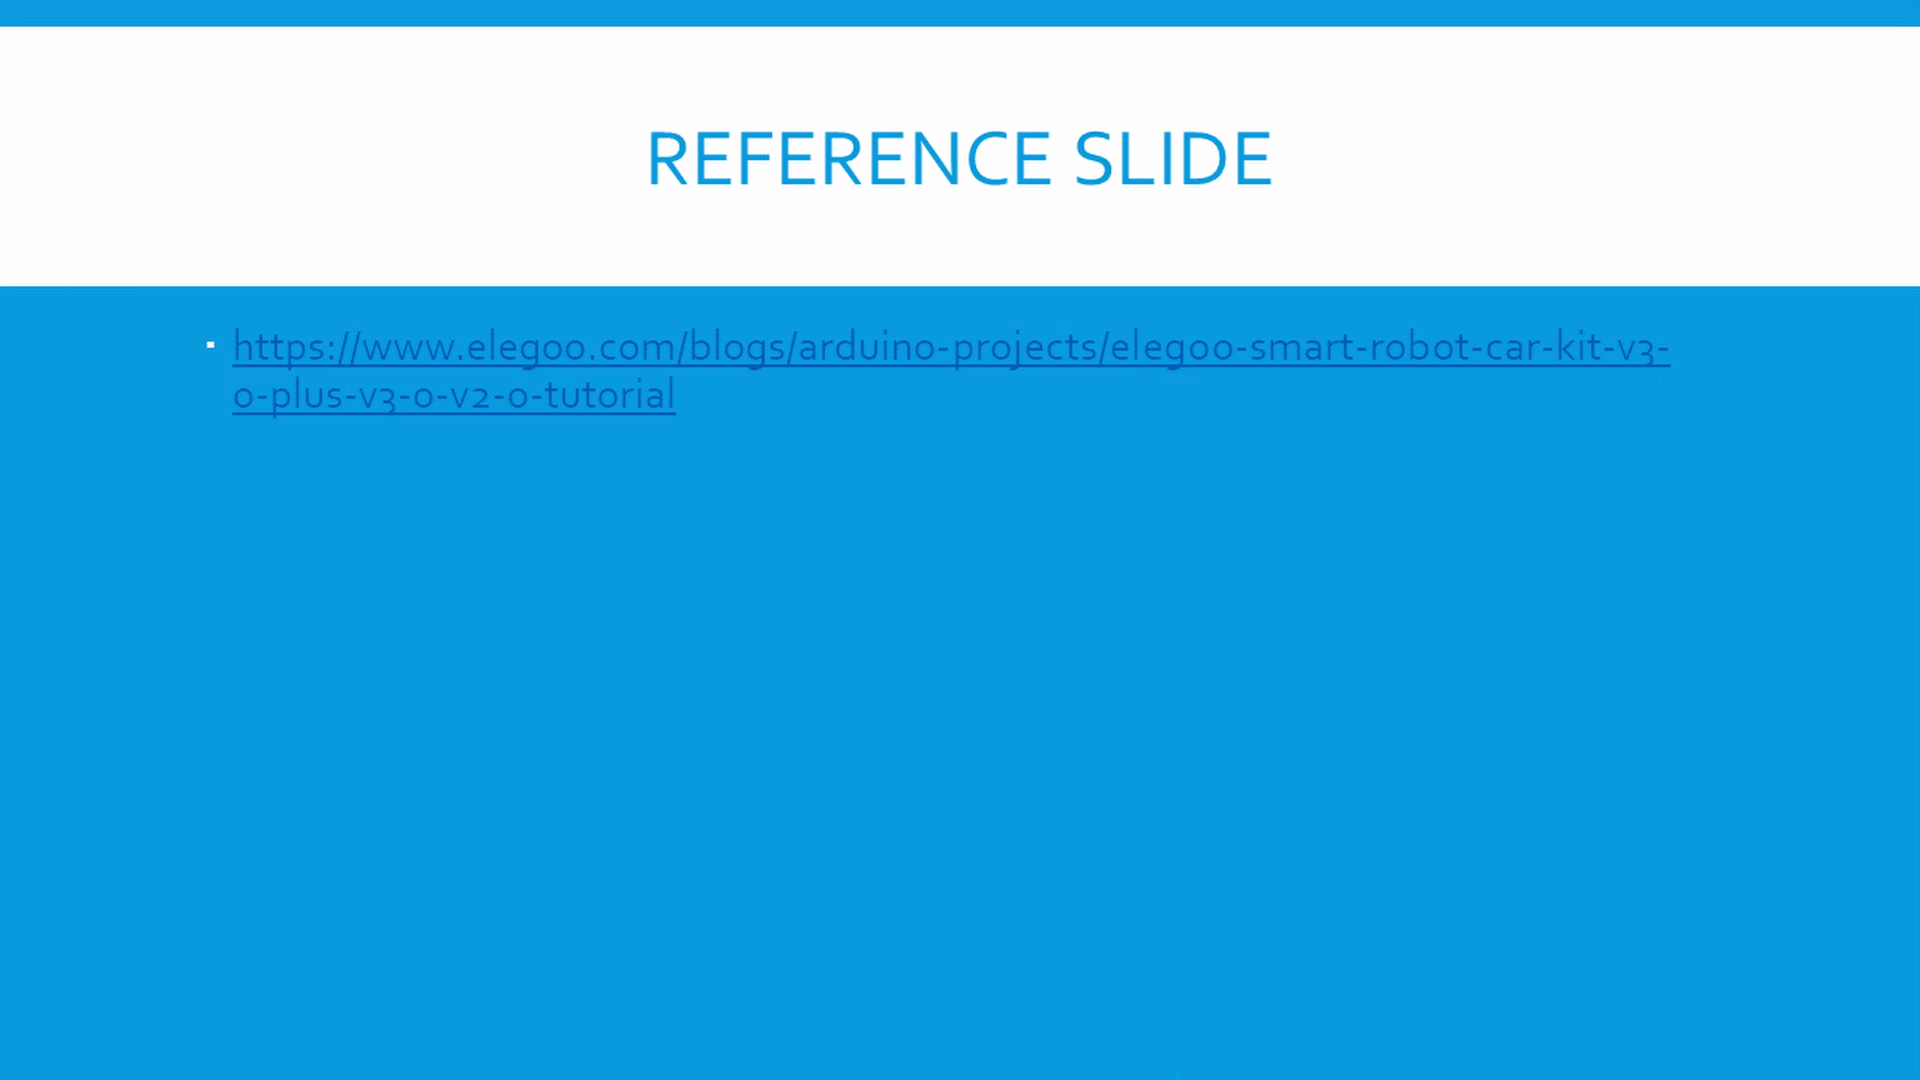 REFERENCE SLIDE
▪ https://www.elegoo.com/blogs/arduino-projects/elegoo-smart-robot-car-kit-v3-
0-plus-v3-0-v2-0-tutorial